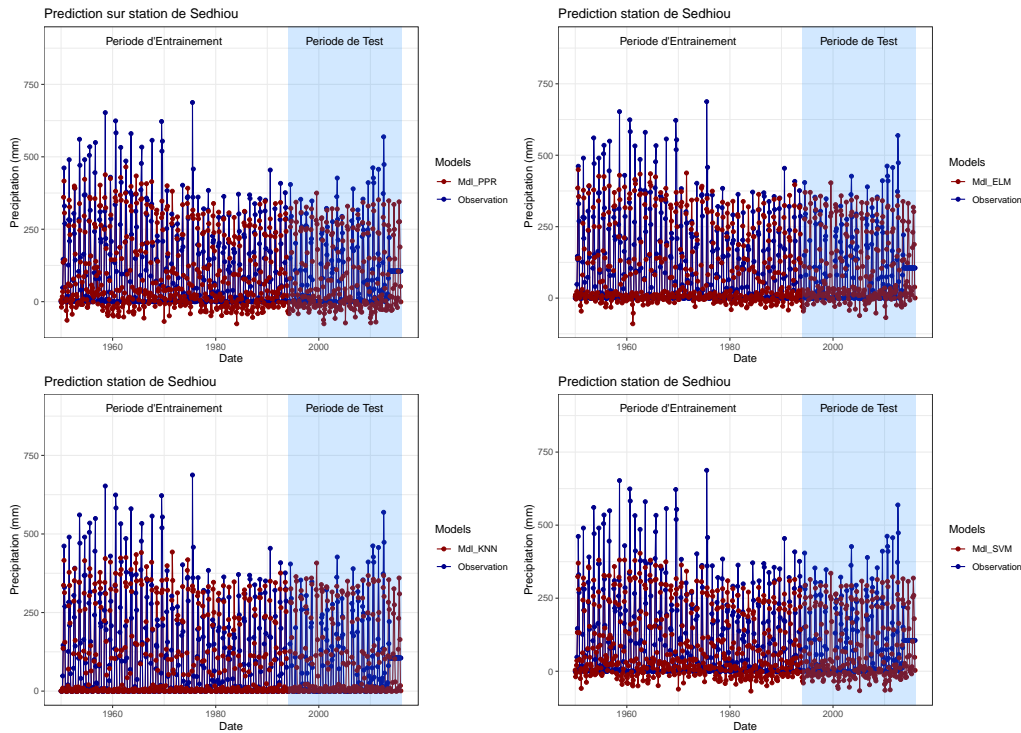 Prediction sur station de Sedhiou
Periode d'Entrainement
Periode de Test
750
500
250
0
Precipitation (mm)
1960
1980
2000
Date
Models
Mdl_PPR
Observation
Prediction station de Sedhiou
Periode d'Entrainement
Periode de Test
750
500
250
0
Precipitation (mm)
1960
1980
2000
Date
Models
Mdl_ELM
Observation
Prediction station de Sedhiou
Periode d'Entrainement
Periode de Test
750
500
250
0
Precipitation (mm)
1960
1980
2000
Date
Models
Mdl_KNN
Observation
Prediction station de Sedhiou
Periode d'Entrainement
Periode de Test
750
500
250
0
Precipitation (mm)
1960
1980
2000
Date
Models
Mdl_SVM
Observation